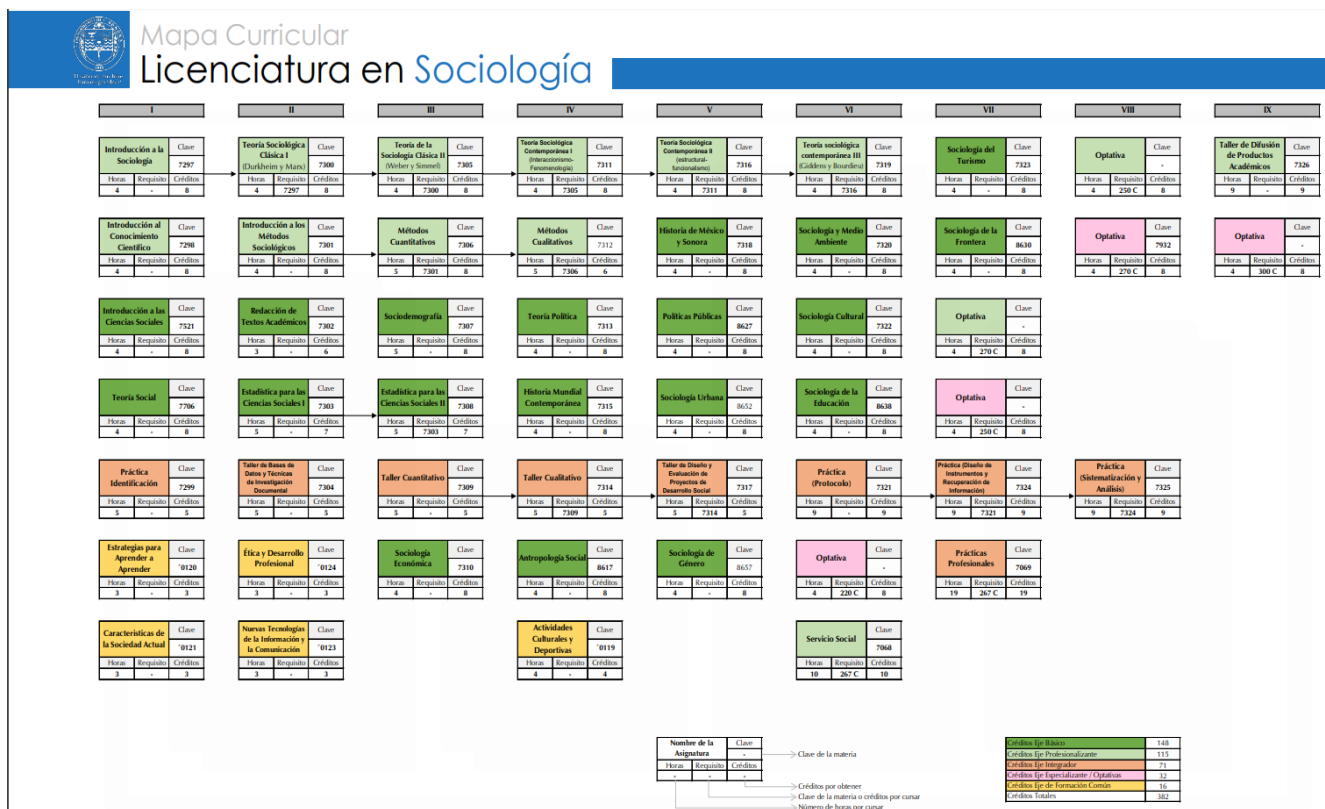 Mapa Curricular
Licenciatura en Sociología
I
II
III
IV
V
VI
VII
VIII
IX
Introducción a la
Sociología
Clave
7297
Horas Requisito Créditos
4 - 8
Teoría Sociológica
Clásica I
(Durkheim y Marx)
Clave
7300
Horas Requisito Créditos
4 7297 8
Teoría de la
Sociología Clásica II
(Weber y Simmel)
Clave
7305
Horas Requisito Créditos
4 7300 8
Teoría Sociológica
Contemporánea I
(Interaccionismo-
Fenomenología)
Clave
7311
Horas Requisito Créditos
4 7305 8
Teoría Sociológica
Contemporánea II
(estructural-
funcionalismo)
Clave
7316
Horas Requisito Créditos
4 7311 8
Teoría sociológica
contemporánea III
(Giddens y Bourdieu)
Clave
7319
Horas Requisito Créditos
4 7316 8
Sociología del
Turismo
Clave
7323
Horas Requisito Créditos
4 - 8
Optativa
Clave
-
Horas Requisito Créditos
4 250 C 8
Taller de Difusión
de Productos
Académicos
Clave
7326
Horas Requisito Créditos
9 - 9
Introducción al
Conocimiento
Científico
Clave
7298
Horas Requisito Créditos
4 - 8
Introducción a los
Métodos
Sociológicos
Clave
7301
Horas Requisito Créditos
4 - 8
Métodos
Cuantitativos
Clave
7306
Horas Requisito Créditos
5 7301 8
Métodos
Cualitativos
Clave
7312
Horas Requisito Créditos
5 7306 6
Historia de México
y Sonora
Clave
7318
Horas Requisito Créditos
4 - 8
Sociología y Medio
Ambiente
Clave
7320
Horas Requisito Créditos
4 - 8
Sociología de la
Frontera
Clave
8630
Horas Requisito Créditos
4 - 8
Optativa
Clave
7932
Horas Requisito Créditos
4 270 C 8
Optativa
Clave
-
Horas Requisito Créditos
4 300 C 8
Introducción a las
Ciencias Sociales
Clave
7521
Horas Requisito Créditos
4 - 8
Redacción de
Textos Académicos
Clave
7302
Horas Requisito Créditos
3 - 6
Sociodemografía
Clave
7307
Horas Requisito Créditos
5 - 8
Teoría Política
Clave
7313
Horas Requisito Créditos
4 - 8
Políticas Públicas
Clave
8627
Horas Requisito Créditos
4 - 8
Sociología Cultural
Clave
7322
Horas Requisito Créditos
4 - 8
Optativa
Clave
-
Horas Requisito Créditos
4 270 C 8
Teoría Social
Clave
7706
Horas Requisito Créditos
4 - 8
Estadística para las
Ciencias Sociales I
Clave
7303
Horas Requisito Créditos
5 - 7
Estadística para las
Ciencias Sociales II
Clave
7308
Horas Requisito Créditos
5 7303 7
Historia Mundial
Contemporánea
Clave
7315
Horas Requisito Créditos
4 - 8
Sociología Urbana
Clave
8652
Horas Requisito Créditos
4 - 8
Sociología de la
Educación
Clave
8638
Horas Requisito Créditos
4 - 8
Optativa
Clave
-
Horas Requisito Créditos
4 250 C 8
Práctica
Identificación
Clave
7299
Horas Requisito Créditos
5 - 5
Taller de Bases de
Datos y Técnicas
de Investigación
Documental
Clave
7304
Horas Requisito Créditos
5 - 5
Taller Cuantitativo
Clave
7309
Horas Requisito Créditos
5 - 5
Taller Cualitativo
Clave
7314
Horas Requisito Créditos
5 7309 5
Taller de Diseño y
Evaluación de
Proyectos de
Desarrollo Social
Clave
7317
Horas Requisito Créditos
5 7314 5
Práctica
(Protocolo)
Clave
7321
Horas Requisito Créditos
9 - 9
Práctica (Diseño de
Instrumentos y
Recuperación de
Información)
Clave
7324
Horas Requisito Créditos
9 7321 9
Práctica
(Sistematización y
Análisis)
Clave
7325
Horas Requisito Créditos
9 7324 9
Estrategias para
Aprender a
Aprender
Clave
´0120
Horas Requisito Créditos
3 - 3
Ética y Desarrollo
Profesional
Clave
´0124
Horas Requisito Créditos
3 - 3
Sociología
Económica
Clave
7310
Horas Requisito Créditos
4 - 8
Antropología Social
Clave
8617
Horas Requisito Créditos
4 - 8
Sociología de
Género
Clave
8657
Horas Requisito Créditos
4 - 8
Optativa
Clave
-
Horas Requisito Créditos
4 220 C 8
Prácticas
Profesionales
Clave
7069
Horas Requisito Créditos
19 267 C 19
Características de
la Sociedad Actual
Clave
´0121
Horas Requisito Créditos
3 - 3
Nuevas Tecnologías
de la Información y
la Comunicación
Clave
´0123
Horas Requisito Créditos
3 - 3
Actividades
Culturales y
Deportivas
Clave
´0119
Horas Requisito Créditos
4 - 4
Servicio Social
Clave
7068
Horas Requisito Créditos
10 267 C 10
Nombre de la
Asignatura
Clave
-
Horas Requisito Créditos
- - -
Clave de la materia
Créditos por obtener
Clave de la materia o créditos por cursar
Número de horas por cursar
Créditos Eje Básico 148
Créditos Eje Profesionalizante 115
Créditos Eje Integrador 71
Créditos Eje Especializante / Optativas 32
Créditos Eje de Formación Común 16
Créditos Totales 382